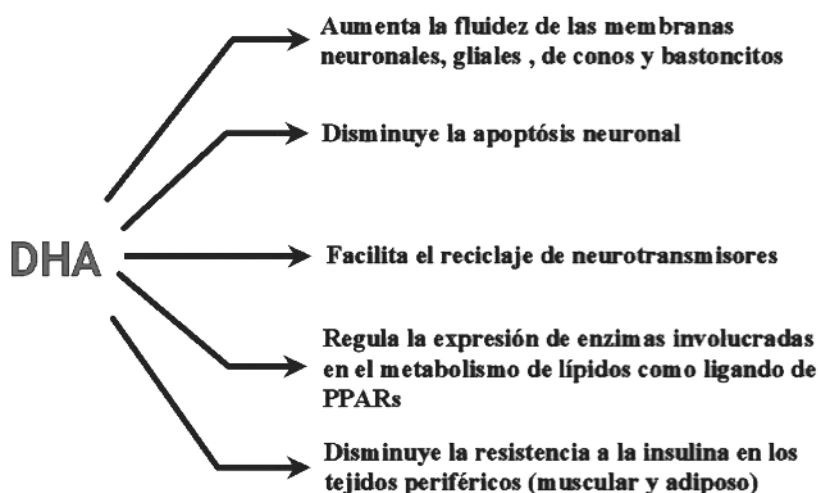 Aumenta la fluidez de las membranas
neuronales, gliales , de conos y bastoncitos
Disminuye la apoptósis neuronal
DHA
Facilita el reciclaje de neurotransmisores
Regula la expresión de enzimas involucradas
en el metabolismo de lípidos como ligando de
PPARs
Disminuye la resistencia a la insulina en los
tejidos periféricos (muscular y adiposo)